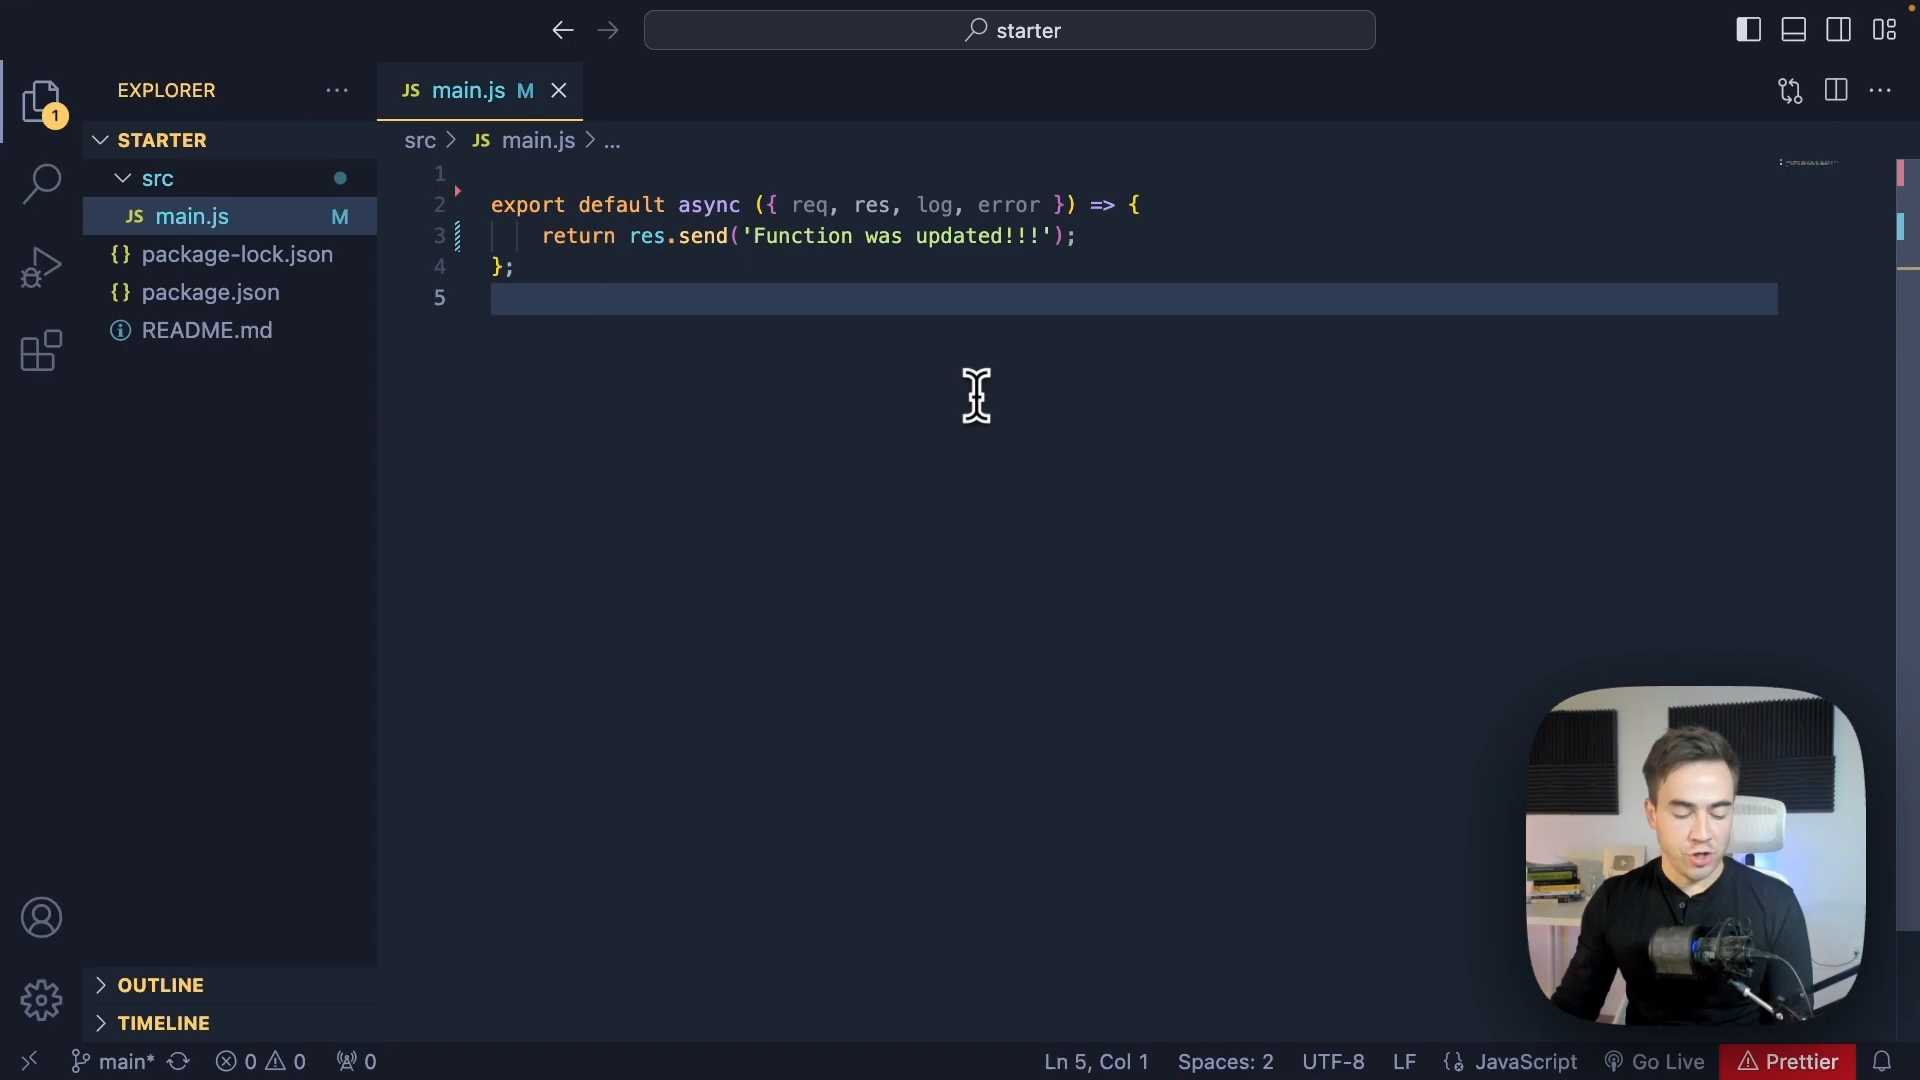 starter
EXPLORER
1
JS main.js M
STARTER
src > JS main.js > ...
src
JS main.js M
{} package-lock.json
{} package.json
README.md
1
2 export default async ({ req, res, log, error }) => {
3 return res.send('Function was updated!!!');
4 };
5
OUTLINE
TIMELINE
main* 0 0 0 Ln 5, Col 1 Spaces: 2 UTF-8 LF {} JavaScript Go Live Prettier